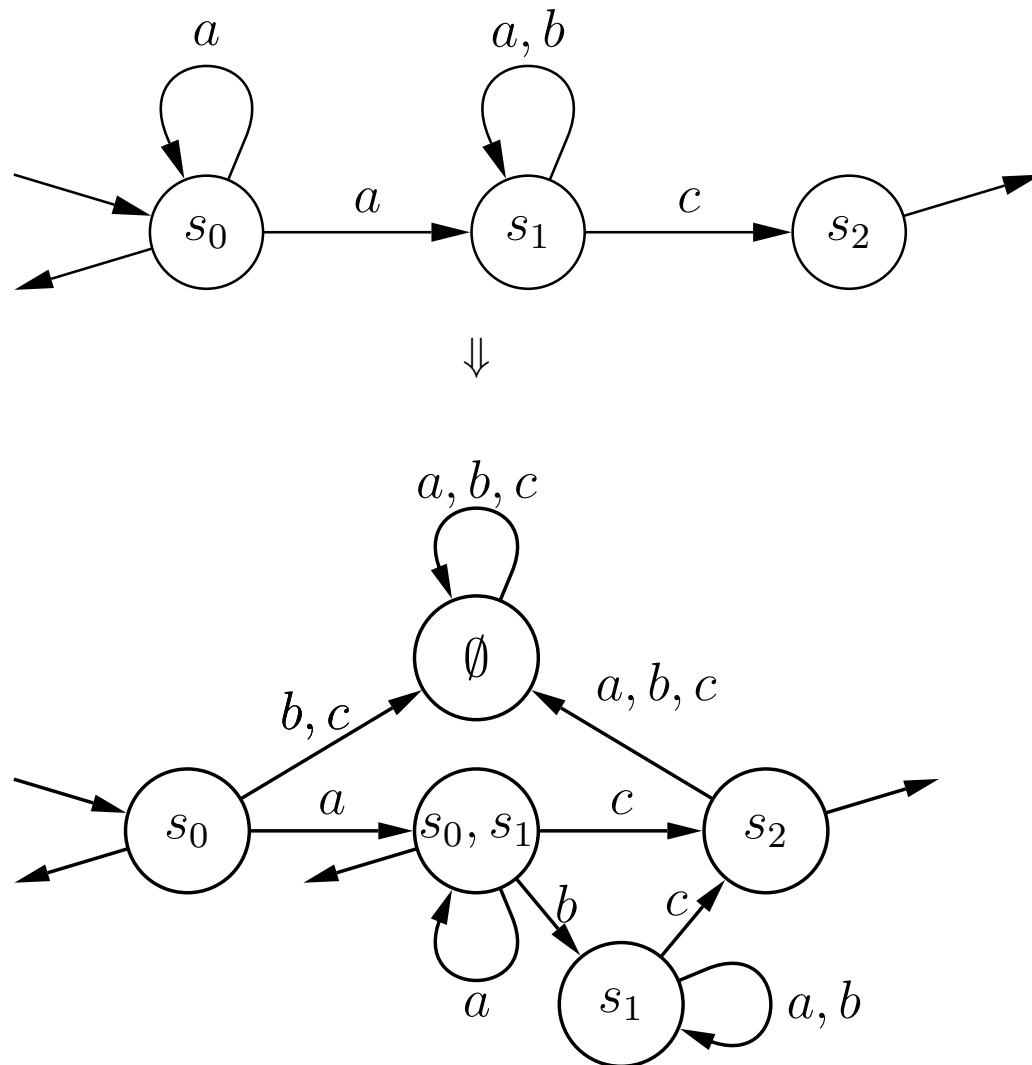 a a, b
a c
s₀ s₁ s₂
⇓
a, b, c
∅
b, c a, b, c
a c
s₀ s₀, s₁ s₂
b c
a s₁ a, b